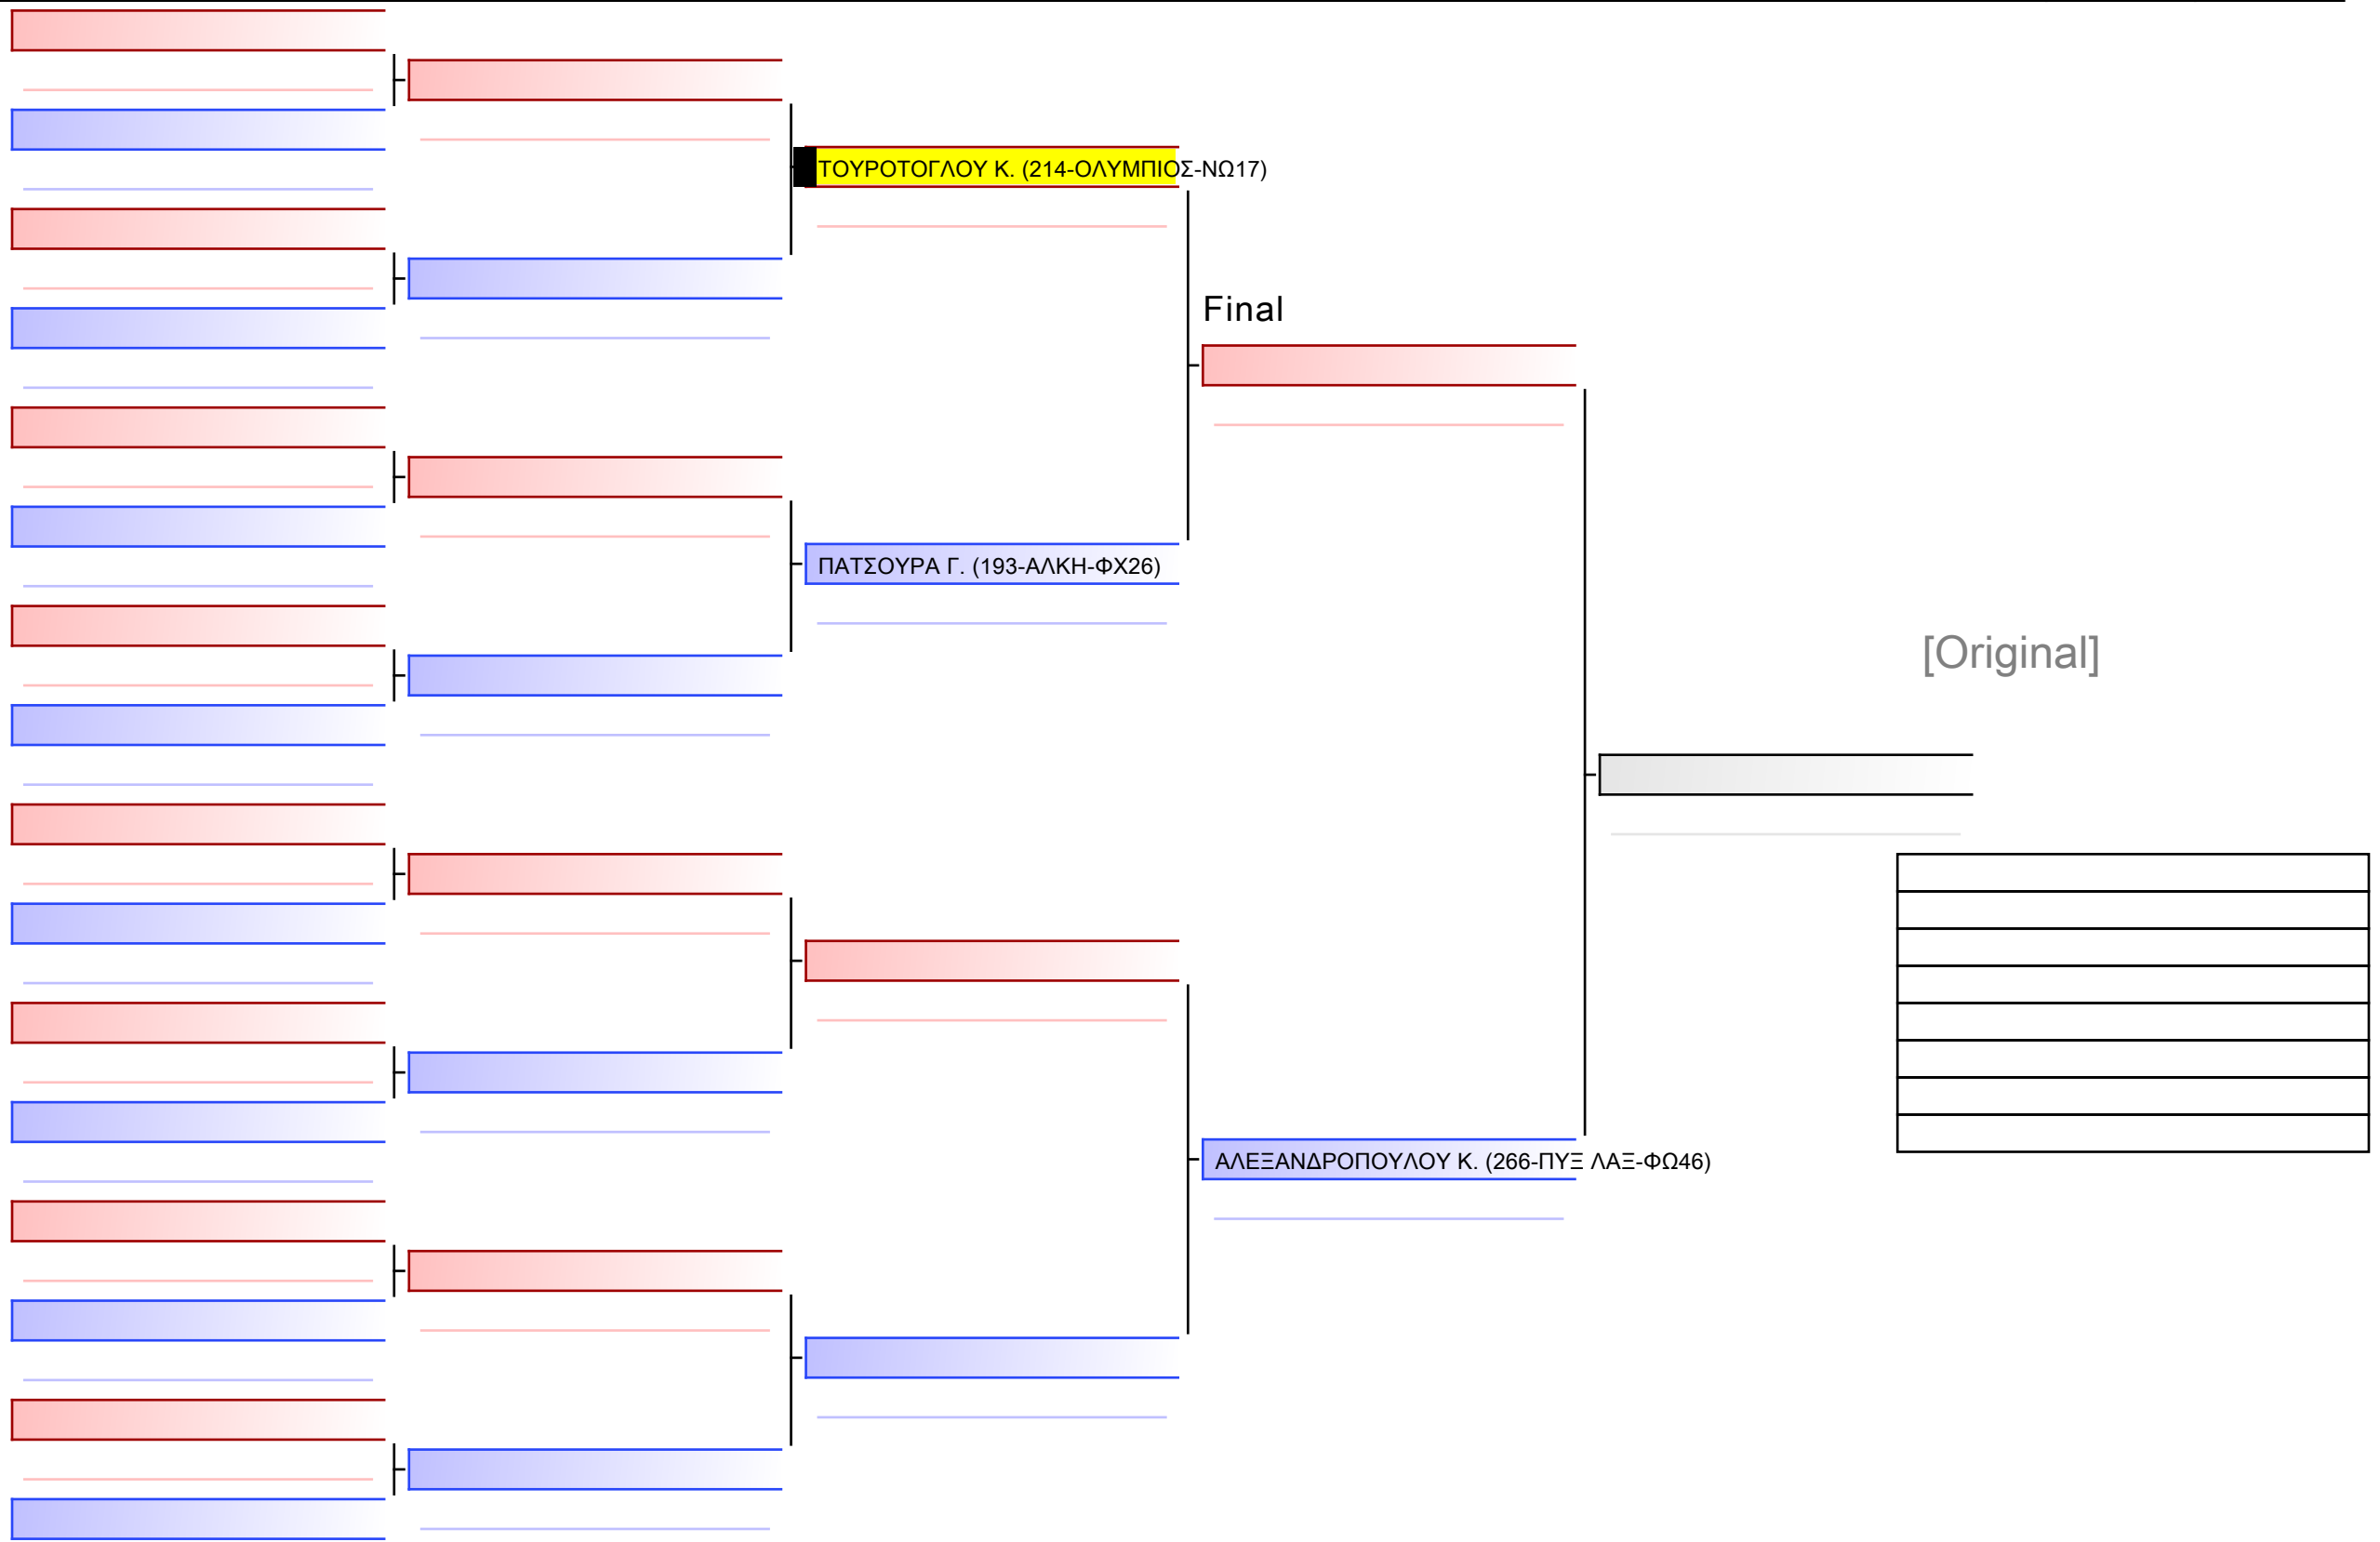 ΤΟΥΡΟΤΟΓΛΟΥ Κ. (214-ΟΛΥΜΠΙΟΣ-ΝΩ17)
Final
ΠΑΤΣΟΥΡΑ Γ. (193-ΑΛΚΗ-ΦΧ26)
[Original]
ΑΛΕΞΑΝΔΡΟΠΟΥΛΟΥ Κ. (266-ΠΥΞ ΛΑΞ-ΦΩ46)